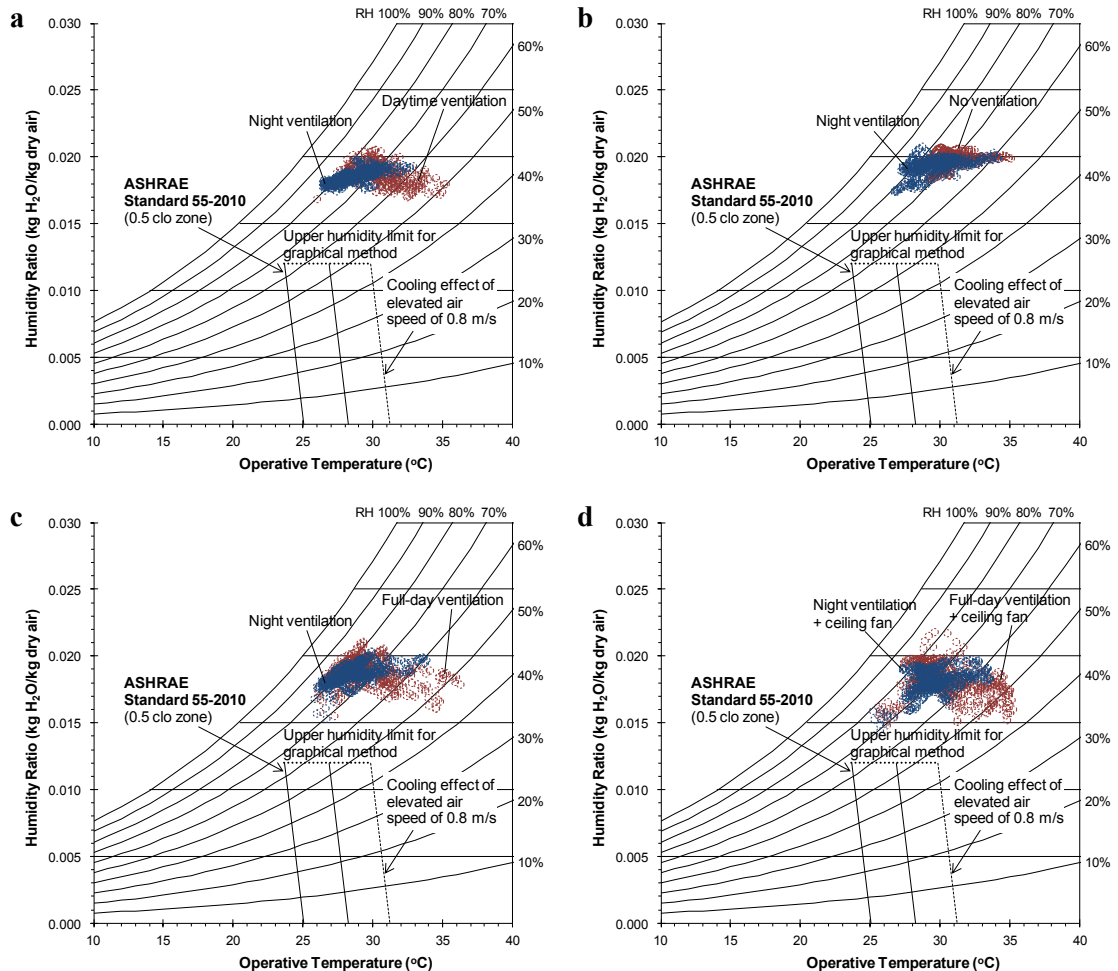 a
RH 100% 90% 80% 70%
60%
50%
40%
30%
20%
10%
0.030
0.025
0.020
0.015
0.010
0.005
0.000
Humidity Ratio (kg H₂O/kg dry air)
Daytime ventilation
Night ventilation
ASHRAE
Standard 55-2010
(0.5 clo zone)
Upper humidity limit for
graphical method
Cooling effect of
elevated air
speed of 0.8 m/s
10 15 20 25 30 35 40
Operative Temperature (ºC)
b
RH 100% 90% 80% 70%
60%
50%
40%
30%
20%
10%
0.030
0.025
0.020
0.015
0.010
0.005
0.000
Humidity Ratio (kg H₂O/kg dry air)
No ventilation
Night ventilation
ASHRAE
Standard 55-2010
(0.5 clo zone)
Upper humidity limit for
graphical method
Cooling effect of
elevated air
speed of 0.8 m/s
10 15 20 25 30 35 40
Operative Temperature (ºC)
c
RH 100% 90% 80% 70%
60%
50%
40%
30%
20%
10%
0.030
0.025
0.020
0.015
0.010
0.005
0.000
Humidity Ratio (kg H₂O/kg dry air)
Full-day ventilation
Night ventilation
ASHRAE
Standard 55-2010
(0.5 clo zone)
Upper humidity limit for
graphical method
Cooling effect of
elevated air
speed of 0.8 m/s
10 15 20 25 30 35 40
Operative Temperature (ºC)
d
RH 100% 90% 80% 70%
60%
50%
40%
30%
20%
10%
0.030
0.025
0.020
0.015
0.010
0.005
0.000
Humidity Ratio (kg H₂O/kg dry air)
Night ventilation
+ ceiling fan
Full-day ventilation
+ ceiling fan
ASHRAE
Standard 55-2010
(0.5 clo zone)
Upper humidity limit for
graphical method
Cooling effect of
elevated air
speed of 0.8 m/s
10 15 20 25 30 35 40
Operative Temperature (ºC)